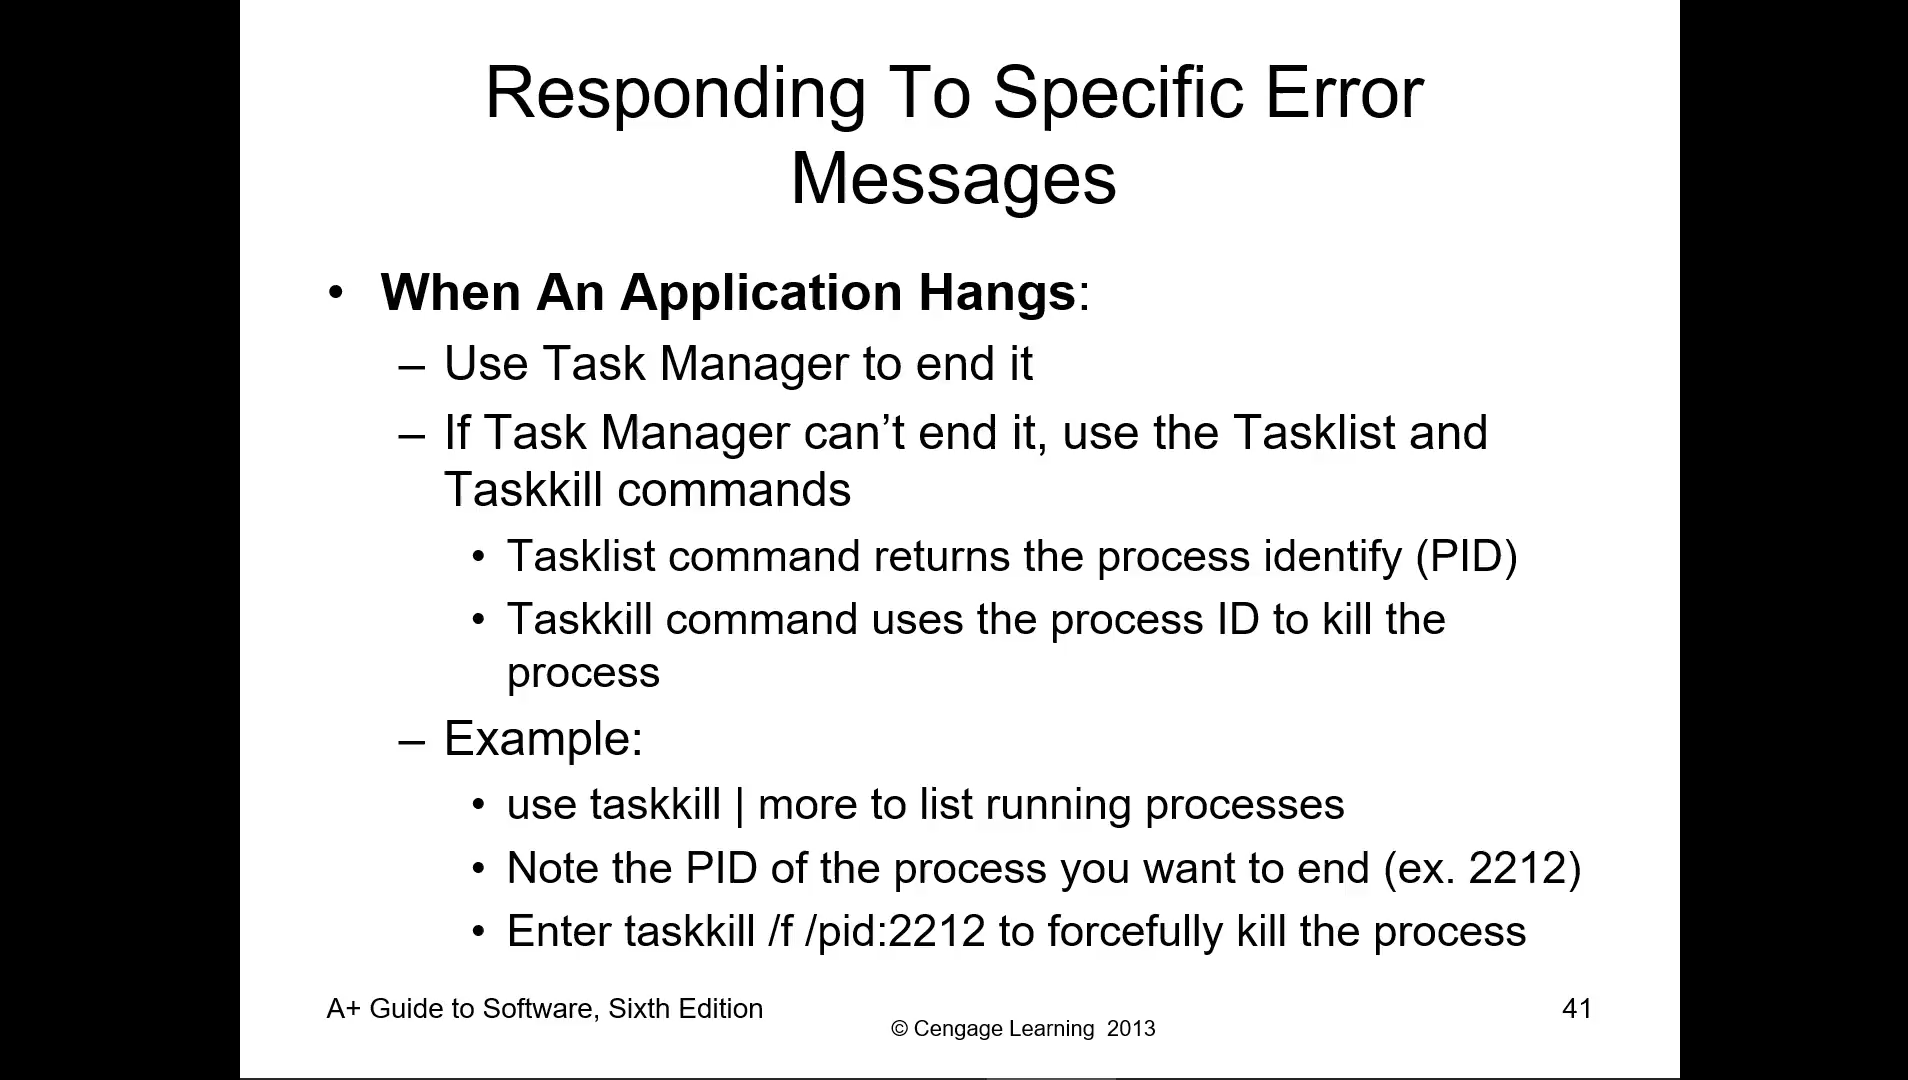 Responding To Specific Error
Messages
• When An Application Hangs:
– Use Task Manager to end it
– If Task Manager can’t end it, use the Tasklist and
Taskkill commands
• Tasklist command returns the process identify (PID)
• Taskkill command uses the process ID to kill the
process
– Example:
• use taskkill | more to list running processes
• Note the PID of the process you want to end (ex. 2212)
• Enter taskkill /f /pid:2212 to forcefully kill the process
A+ Guide to Software, Sixth Edition
© Cengage Learning 2013
41